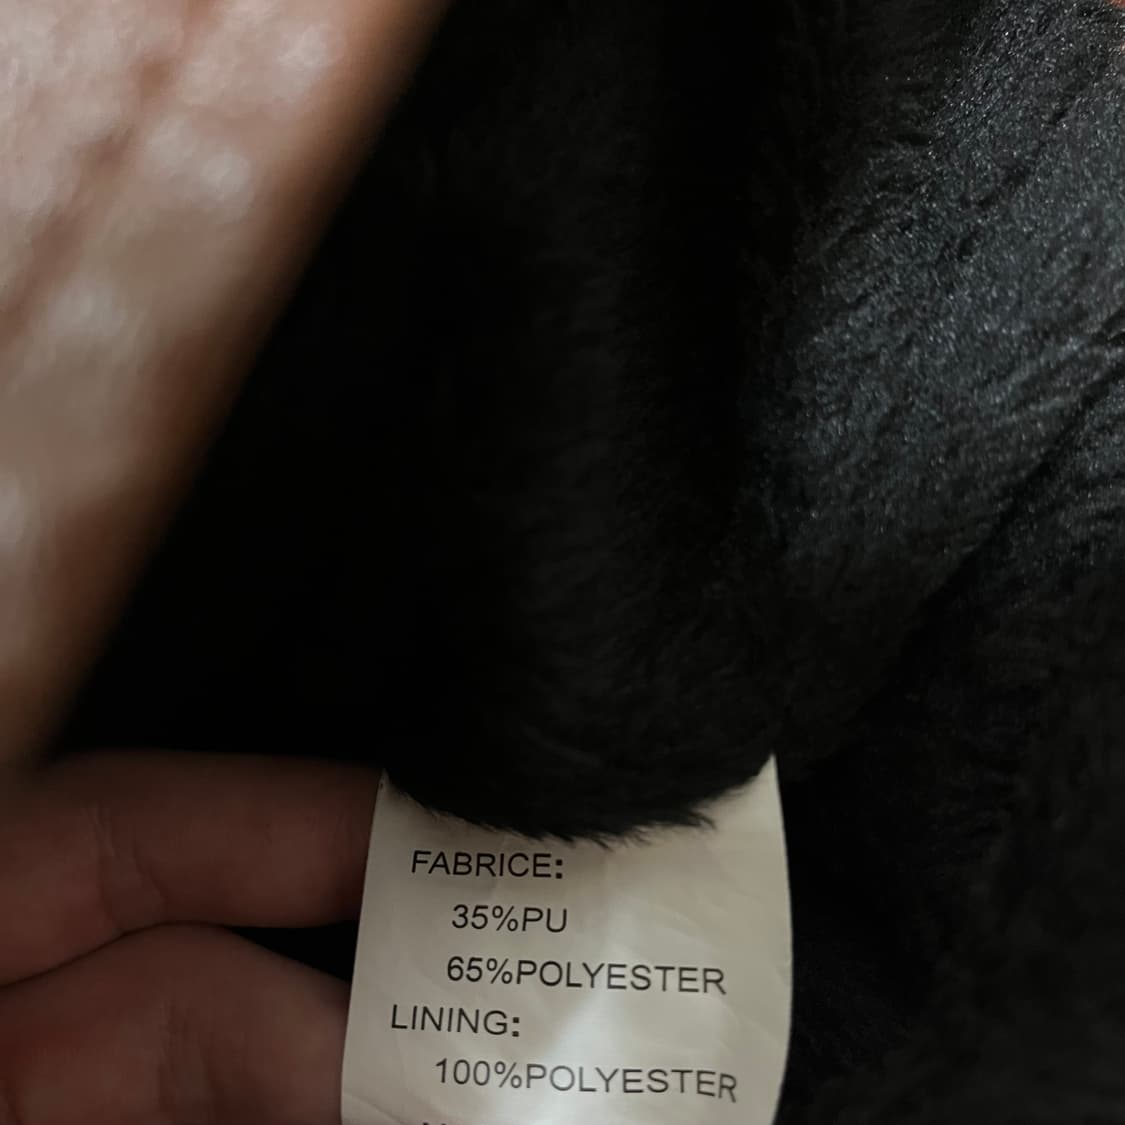 FABRICE:
35%PU
65%POLYESTER
LINING:
100%POLYESTER